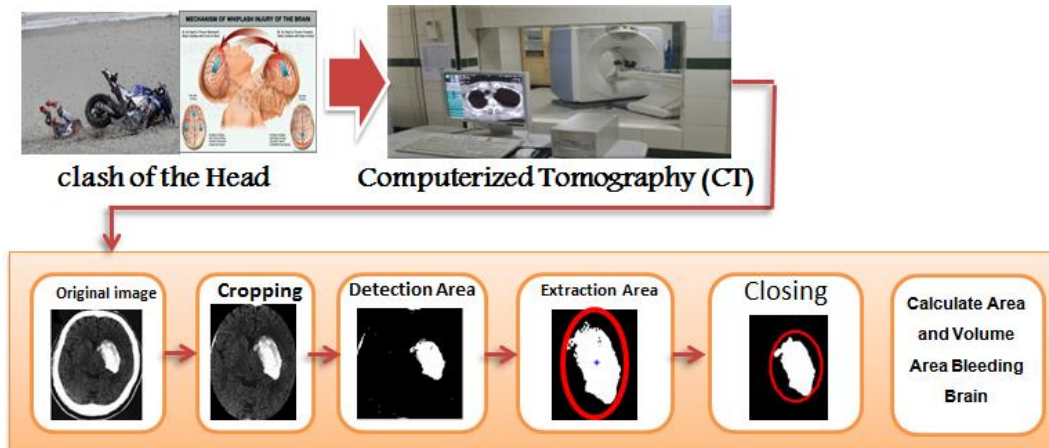 MECHANISM OF WHIPLASH INJURY OF THE BRAIN
clash of the Head
Computerized Tomography (CT)
Original image
Cropping
Detection Area
Extraction Area
Closing
Calculate Area
and Volume
Area Bleeding
Brain